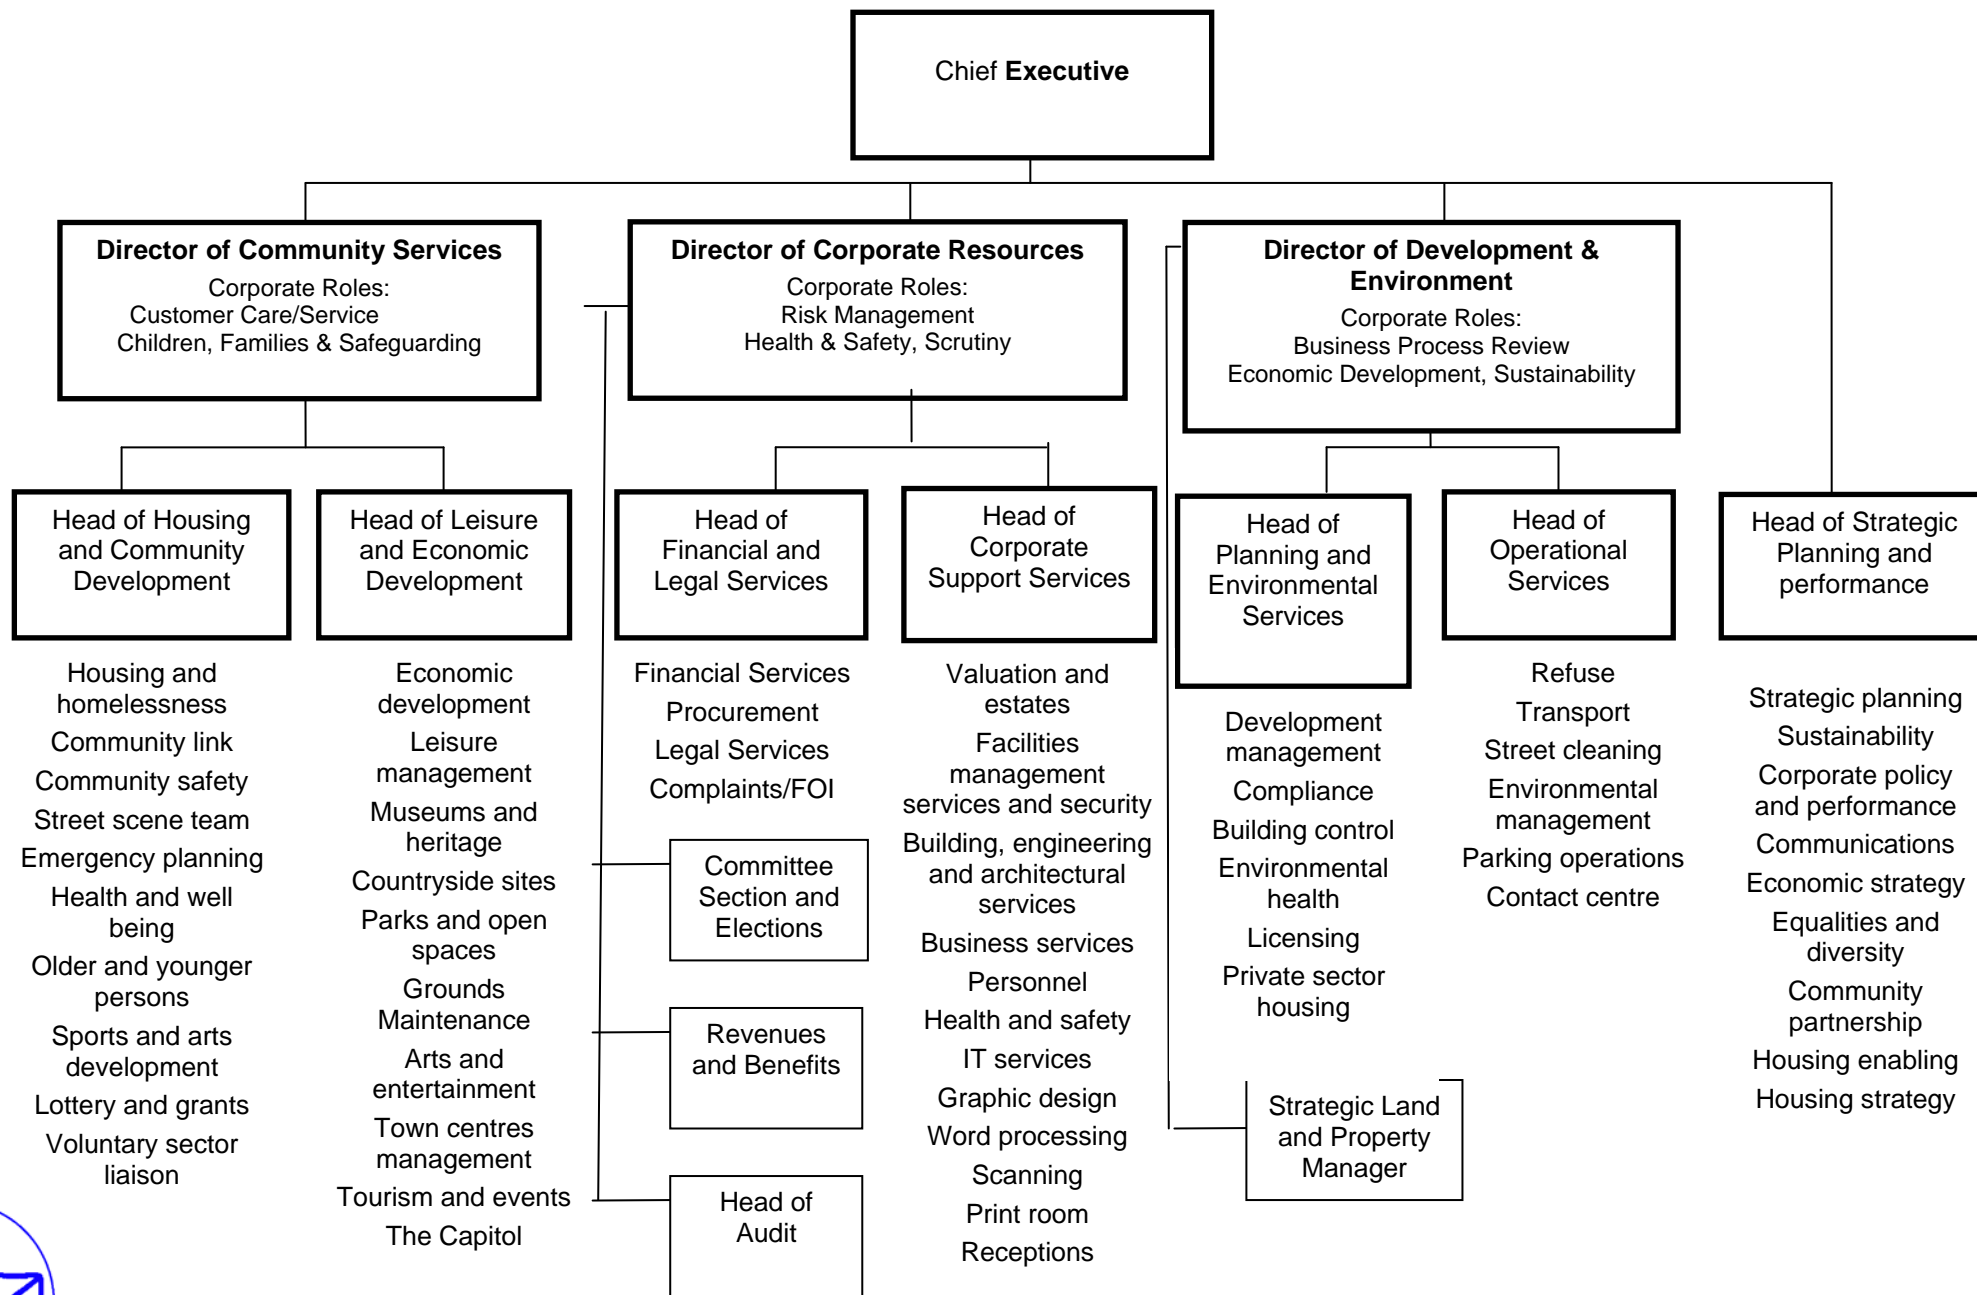 Chief Executive
Director of Community Services
Corporate Roles:
Customer Care/Service
Children, Families & Safeguarding
Director of Corporate Resources
Corporate Roles:
Risk Management
Health & Safety, Scrutiny
Director of Development &
Environment
Corporate Roles:
Business Process Review
Economic Development, Sustainability
Head of Housing
and Community
Development
Housing and
homelessness
Community link
Community safety
Street scene team
Emergency planning
Health and well
being
Older and younger
persons
Sports and arts
development
Lottery and grants
Voluntary sector
liaison
Head of Leisure
and Economic
Development
Economic
development
Leisure
management
Museums and
heritage
Countryside sites
Parks and open
spaces
Grounds
Maintenance
Arts and
entertainment
Town centres
management
Tourism and events
The Capitol
Head of
Financial and
Legal Services
Financial Services
Procurement
Legal Services
Complaints/FOI
Committee
Section and
Elections
Revenues
and Benefits
Head of
Audit
Head of
Corporate
Support Services
Valuation and
estates
Facilities
management
services and security
Building, engineering
and architectural
services
Business services
Personnel
Health and safety
IT services
Graphic design
Word processing
Scanning
Print room
Receptions
Head of
Planning and
Environmental
Services
Development
management
Compliance
Building control
Environmental
health
Licensing
Private sector
housing
Strategic Land
and Property
Manager
Head of
Operational
Services
Refuse
Transport
Street cleaning
Environmental
management
Parking operations
Contact centre
Head of Strategic
Planning and
performance
Strategic planning
Sustainability
Corporate policy
and performance
Communications
Economic strategy
Equalities and
diversity
Community
partnership
Housing enabling
Housing strategy